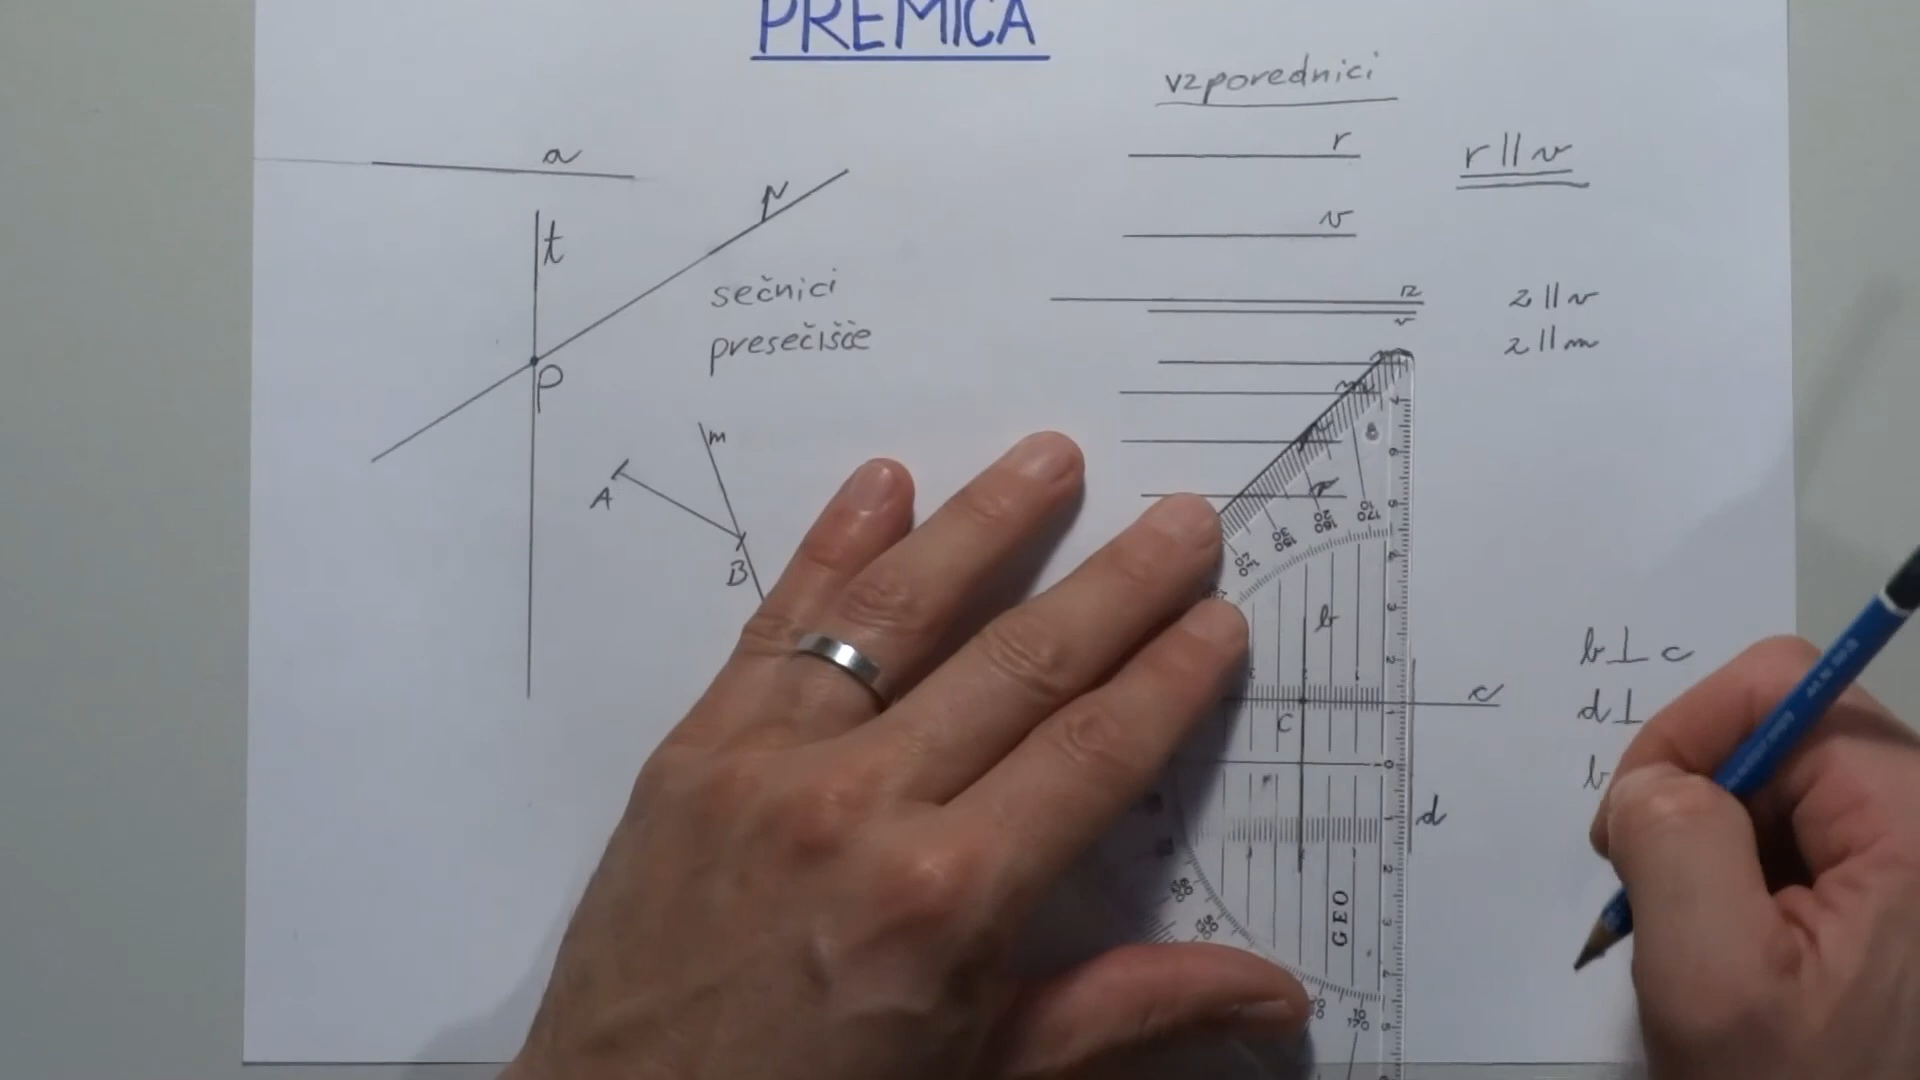 PREMICA
vzporednici
a
r
r || v
p
v
t
sečnici
z || v
presečišče
z || m
P
m
A
B
b
b ⊥ c
c
d ⊥
C
b
d
GEO